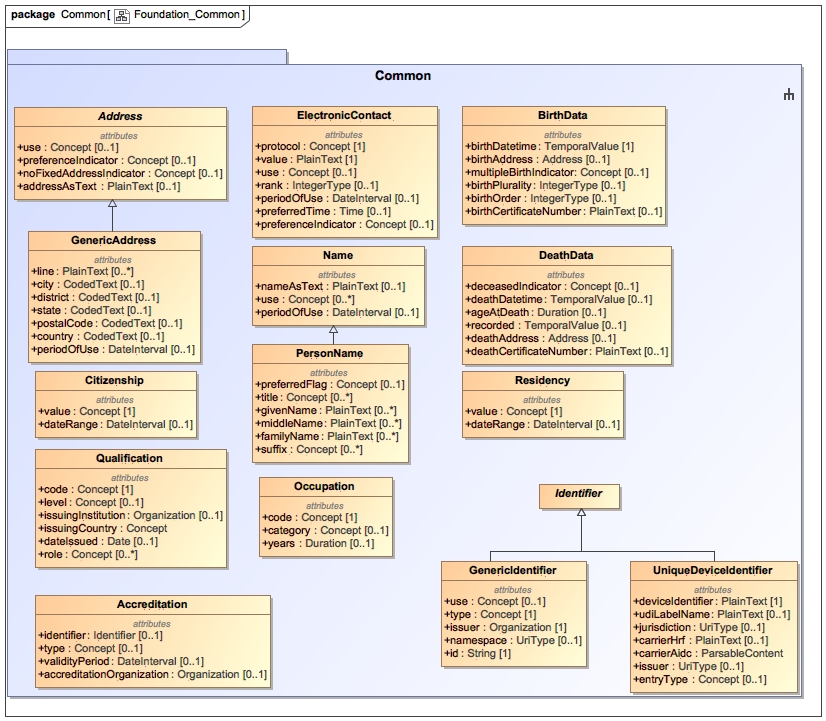 package Common[ Foundation_Common ]
Common
Address
attributes
+use : Concept [0..1]
+preferenceIndicator : Concept [0..1]
+noFixedAddressIndicator : Concept [0..1]
+addressAsText : PlainText [0..1]
ElectronicContact
attributes
+protocol : Concept [1]
+value : PlainText [1]
+use : Concept [0..1]
+rank : IntegerType [0..1]
+periodOfUse : DateInterval [0..1]
+preferredTime : Time [0..1]
+preferenceIndicator : Concept [0..1]
BirthData
attributes
+birthDatetime : TemporalValue [1]
+birthAddress : Address [0..1]
+multipleBirthIndicator : Concept [0..1]
+birthPlurality : IntegerType [0..1]
+birthOrder : IntegerType [0..1]
+birthCertificateNumber : PlainText [0..1]
GenericAddress
attributes
+line : PlainText [0..*]
+city : CodedText [0..1]
+district : CodedText [0..1]
+state : CodedText [0..1]
+postalCode : CodedText [0..1]
+country : CodedText [0..1]
+periodOfUse : DateInterval [0..1]
Name
attributes
+nameAsText : PlainText [0..1]
+use : Concept [0..*]
+periodOfUse : DateInterval [0..1]
DeathData
attributes
+deceasedIndicator : Concept [0..1]
+deathDatetime : TemporalValue [0..1]
+ageAtDeath : Duration [0..1]
+recorded : TemporalValue [0..1]
+deathAddress : Address [0..1]
+deathCertificateNumber : PlainText [0..1]
PersonName
attributes
+preferredFlag : Concept [0..1]
+title : Concept [0..*]
+givenName : PlainText [0..*]
+middleName : PlainText [0..*]
+familyName : PlainText [0..*]
+suffix : Concept [0..*]
Citizenship
attributes
+value : Concept [1]
+dateRange : DateInterval [0..1]
Residency
attributes
+value : Concept [1]
+dateRange : DateInterval [0..1]
Qualification
attributes
+code : Concept [1]
+level : Concept [0..1]
+issuingInstitution : Organization [0..1]
+issuingCountry : Concept
+dateIssued : Date [0..1]
+role : Concept [0..*]
Occupation
attributes
+code : Concept [1]
+category : Concept [0..1]
+years : Duration [0..1]
Identifier
GenericIdentifier
attributes
+use : Concept [0..1]
+type : Concept [1]
+issuer : Organization [1]
+namespace : UriType [0..1]
+id : String [1]
UniqueDeviceIdentifier
attributes
+deviceIdentifier : PlainText [1]
+udiLabelName : PlainText [0..1]
+jurisdiction : UriType [0..1]
+carrierHrf : PlainText [0..1]
+carrierAidc : ParsableContent
+issuer : UriType [0..1]
+entryType : Concept [0..1]
Accreditation
attributes
+identifier : Identifier [0..1]
+type : Concept [0..1]
+validityPeriod : DateInterval [0..1]
+accreditationOrganization : Organization [0..1]